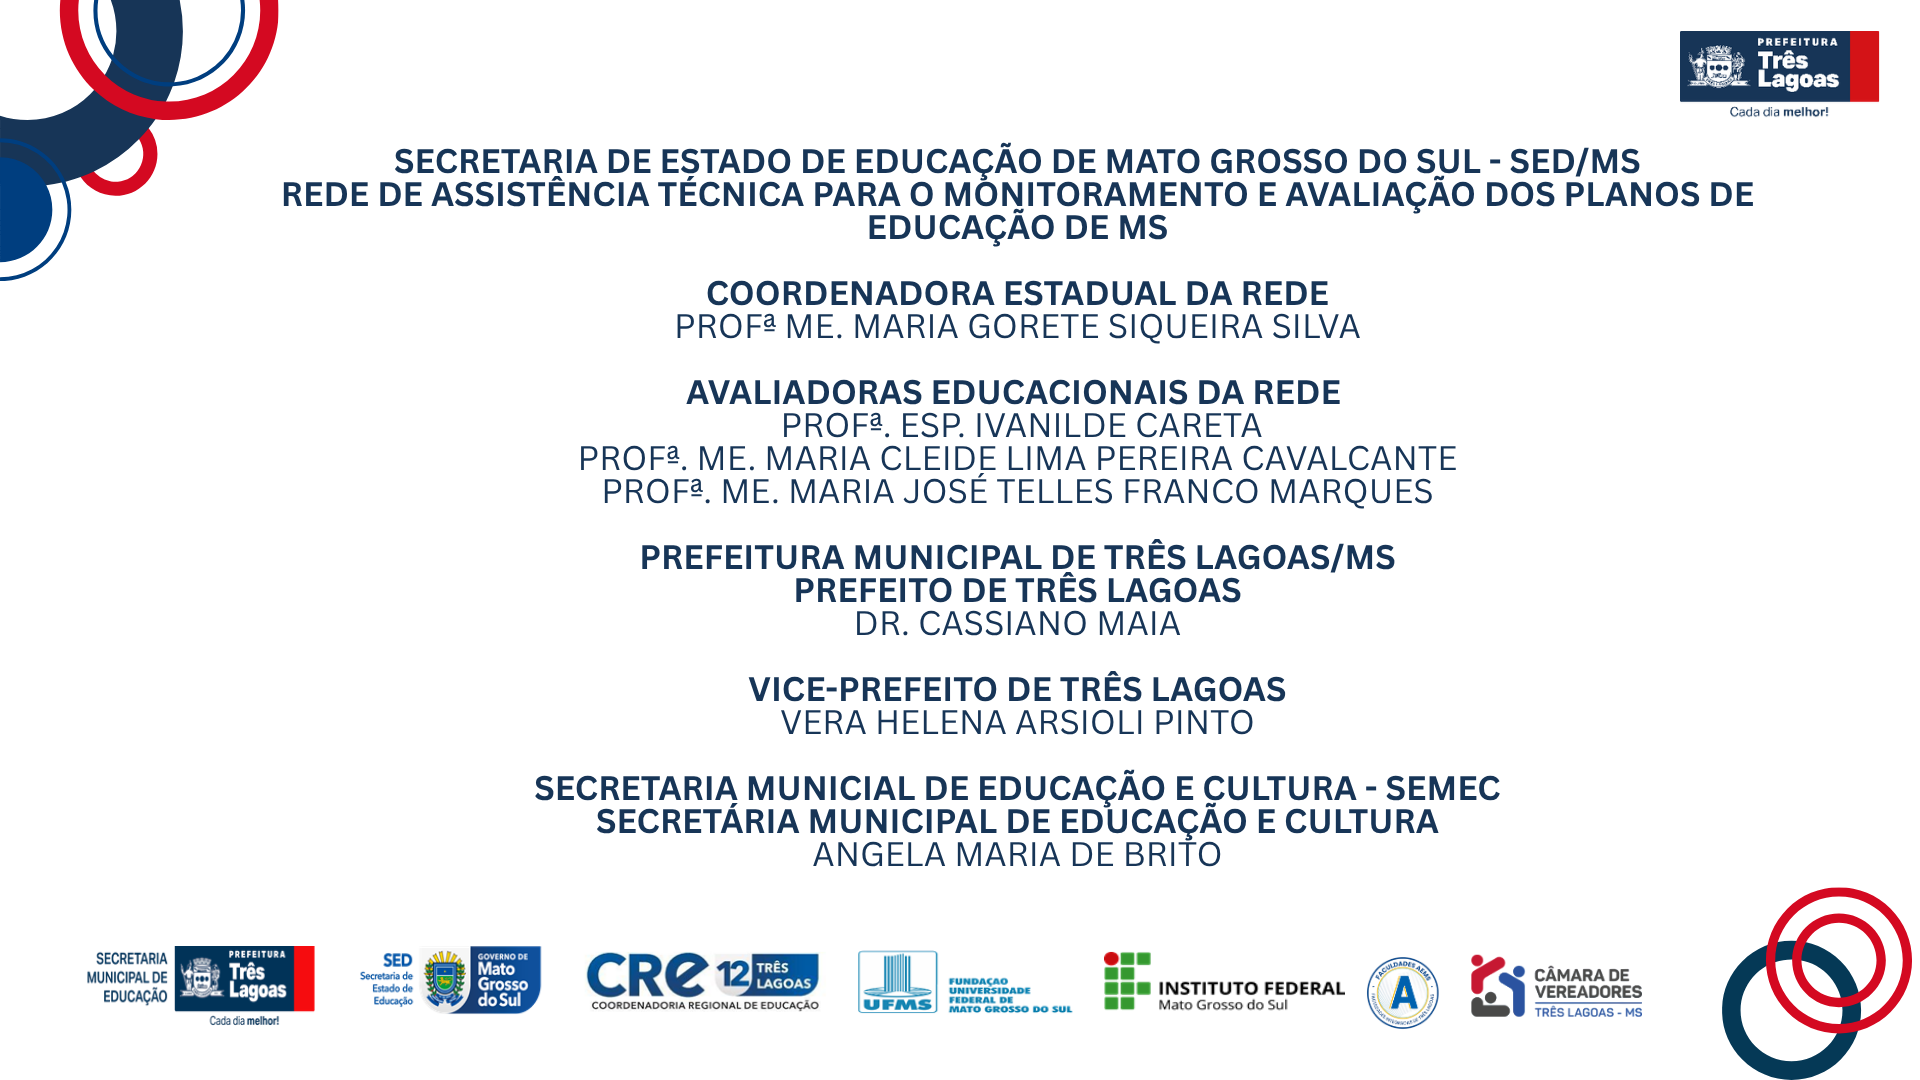 PREFEITURA
Três
Lagoas
Cada dia melhor!
SECRETARIA DE ESTADO DE EDUCAÇÃO DE MATO GROSSO DO SUL - SED/MS
REDE DE ASSISTÊNCIA TÉCNICA PARA O MONITORAMENTO E AVALIAÇÃO DOS PLANOS DE
EDUCAÇÃO DE MS
COORDENADORA ESTADUAL DA REDE
PROFª ME. MARIA GORETE SIQUEIRA SILVA
AVALIADORAS EDUCACIONAIS DA REDE
PROFª. ESP. IVANILDE CARETA
PROFª. ME. MARIA CLEIDE LIMA PEREIRA CAVALCANTE
PROFª. ME. MARIA JOSÉ TELLES FRANCO MARQUES
PREFEITURA MUNICIPAL DE TRÊS LAGOAS/MS
PREFEITO DE TRÊS LAGOAS
DR. CASSIANO MAIA
VICE-PREFEITO DE TRÊS LAGOAS
VERA HELENA ARSIOLI PINTO
SECRETARIA MUNICIAL DE EDUCAÇÃO E CULTURA - SEMEC
SECRETÁRIA MUNICIPAL DE EDUCAÇÃO E CULTURA
ANGELA MARIA DE BRITO
SECRETARIA
MUNICIPAL DE
EDUCAÇÃO
PREFEITURA
Três
Lagoas
Cada dia melhor!
SED
Secretaria de
Estado de
Educação
GOVERNO DE
Mato
Grosso
do Sul
CRe 12 TRÊS
LAGOAS
COORDENADORIA REGIONAL DE EDUCAÇÃO
UFMS
FUNDAÇAO
UNIVERSIDADE
FEDERAL DE
MATO GROSSO DO SUL
INSTITUTO FEDERAL
Mato Grosso do Sul
FACULDADES AEMS
A
CÂMARA DE
VEREADORES
TRÊS LAGOAS - MS